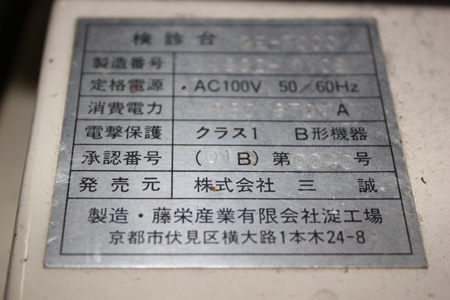 検診台
製造番号
定格電源 AC100V 50/60Hz
消費電力 A
電撃保護 クラス1 B形機器
承認番号 (01B)第 号
発売元 株式会社 三誠
製造・藤栄産業有限会社淀工場
京都市伏見区横大路1本木24-8